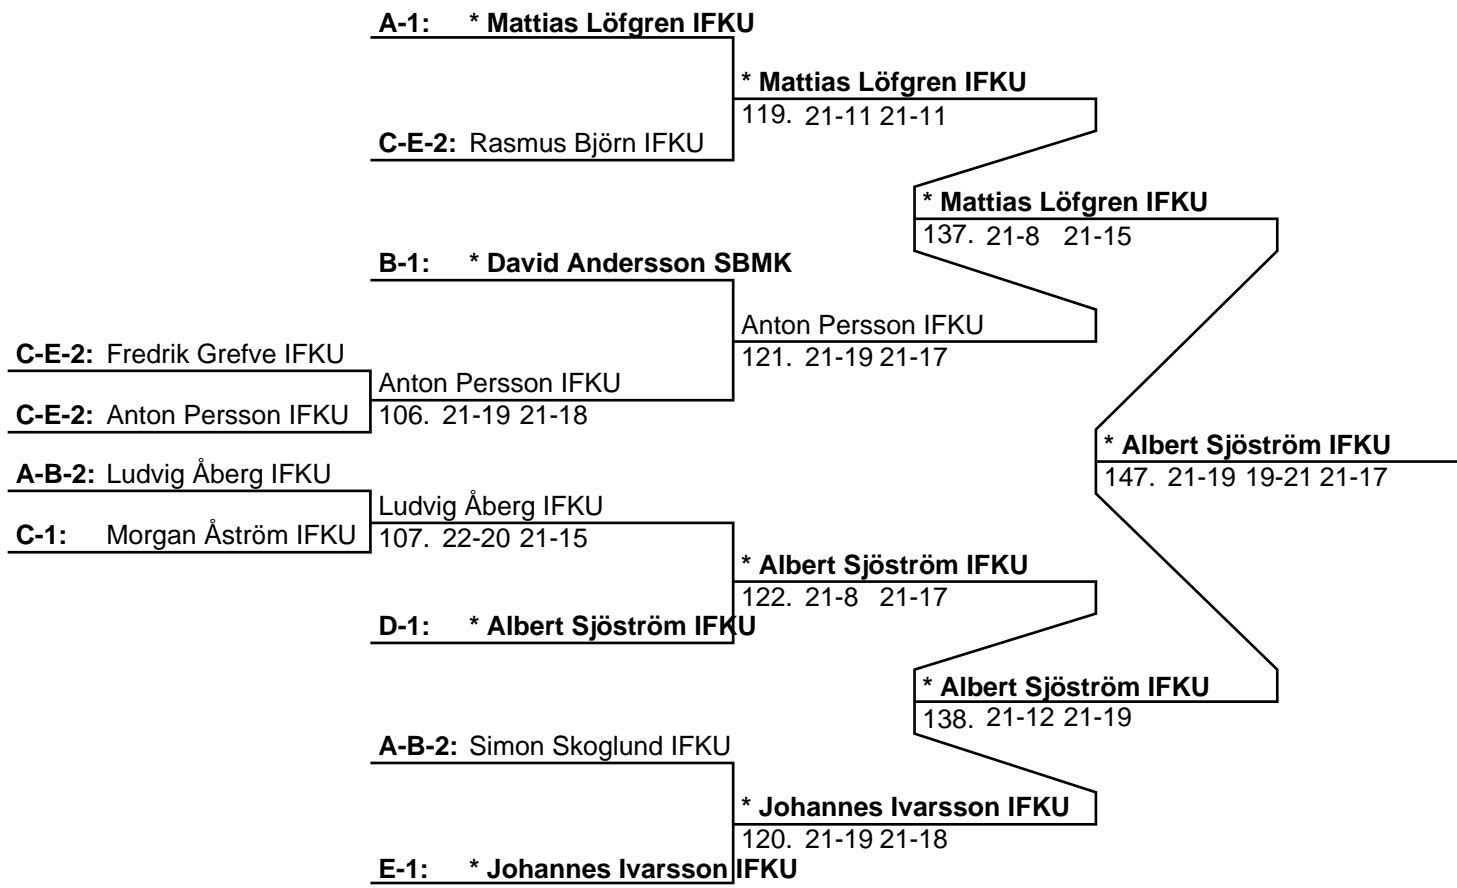 A-1: * Mattias Löfgren IFKU
* Mattias Löfgren IFKU
119. 21-11 21-11
C-E-2: Rasmus Björn IFKU
* Mattias Löfgren IFKU
137. 21-8 21-15
B-1: * David Andersson SBMK
Anton Persson IFKU
121. 21-19 21-17
C-E-2: Fredrik Grefve IFKU
Anton Persson IFKU
106. 21-19 21-18
C-E-2: Anton Persson IFKU
* Albert Sjöström IFKU
147. 21-19 19-21 21-17
A-B-2: Ludvig Åberg IFKU
Ludvig Åberg IFKU
107. 22-20 21-15
C-1: Morgan Åström IFKU
* Albert Sjöström IFKU
122. 21-8 21-17
D-1: * Albert Sjöström IFKU
* Albert Sjöström IFKU
138. 21-12 21-19
A-B-2: Simon Skoglund IFKU
* Johannes Ivarsson IFKU
120. 21-19 21-18
E-1: * Johannes Ivarsson IFKU